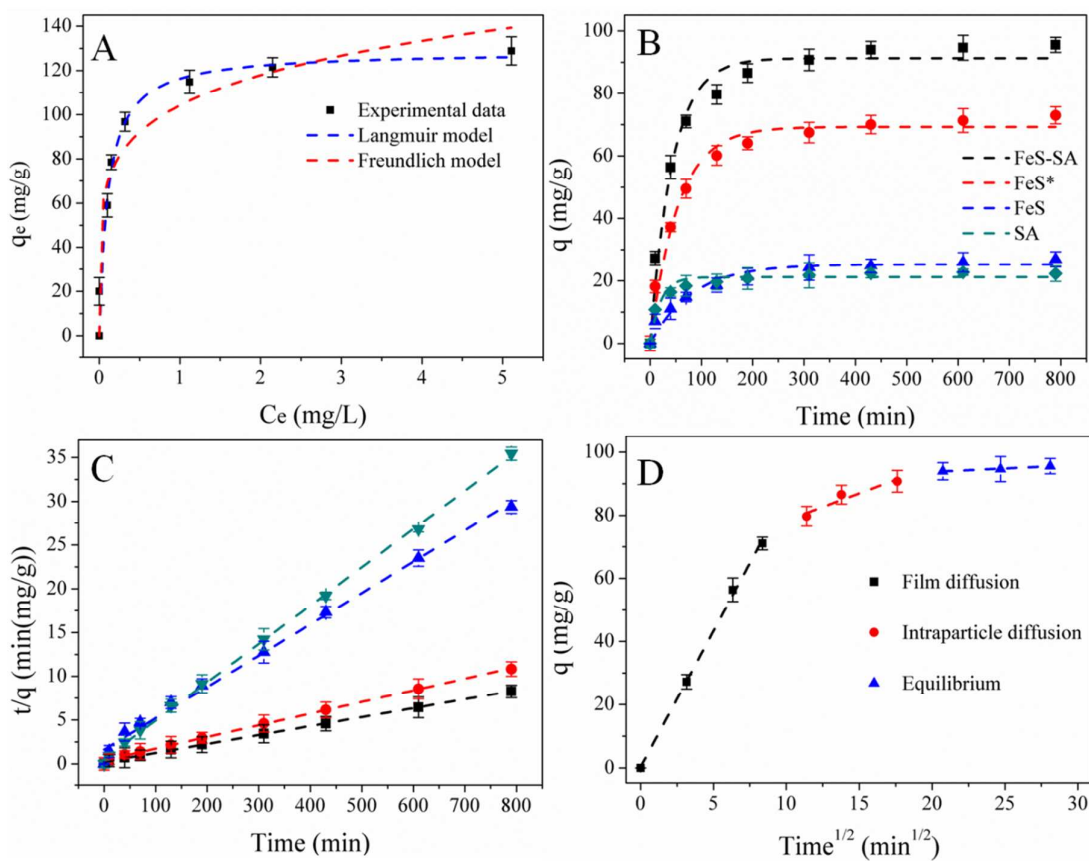 A
qe (mg/g)
140
120
100
80
60
40
20
0
Experimental data
Langmuir model
Freundlich model
0 1 2 3 4 5
Ce (mg/L)
B
q (mg/g)
100
80
60
40
20
0
FeS-SA
FeS*
FeS
SA
0 100 200 300 400 500 600 700 800
Time (min)
C
t/q (min(mg/g))
35
30
25
20
15
10
5
0
0 100 200 300 400 500 600 700 800
Time (min)
D
q (mg/g)
100
80
60
40
20
0
Film diffusion
Intraparticle diffusion
Equilibrium
0 5 10 15 20 25 30
Time1/2 (min1/2)